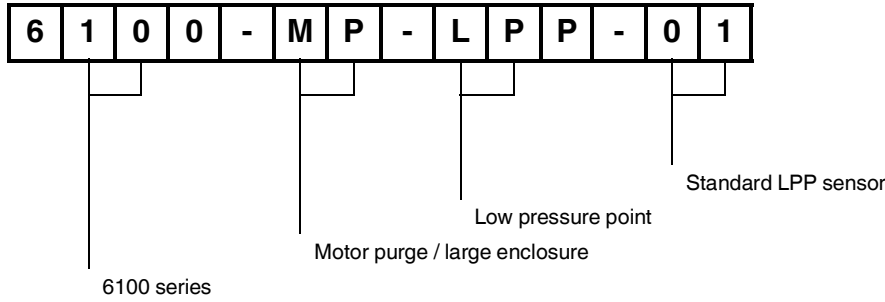 6100-MP-LPP-01
Standard LPP sensor
Low pressure point
Motor purge / large enclosure
6100 series